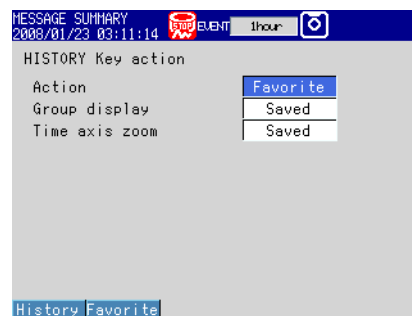 MESSAGE SUMMARY
2008/01/23 03:11:14 STOP EVENT 1hour
HISTORY Key action
Action Favorite
Group display Saved
Time axis zoom Saved
History Favorite